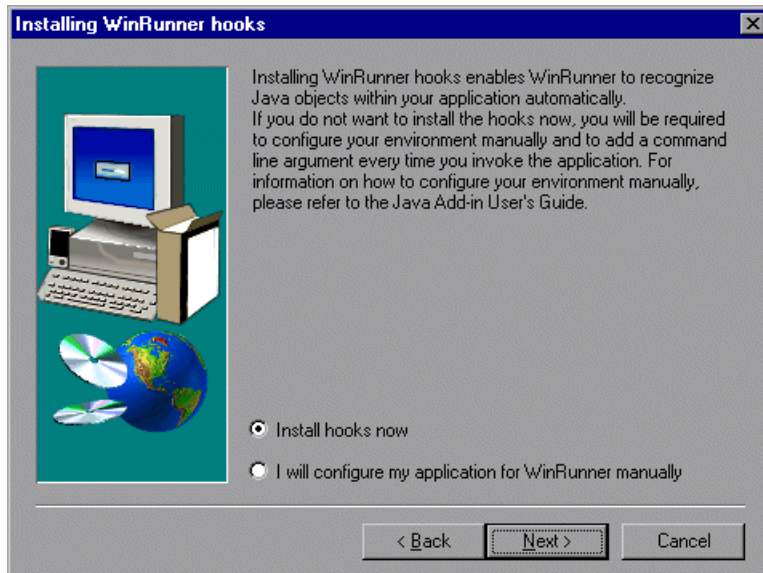 Installing WinRunner hooks
Installing WinRunner hooks enables WinRunner to recognize
Java objects within your application automatically.
If you do not want to install the hooks now, you will be required
to configure your environment manually and to add a command
line argument every time you invoke the application. For
information on how to configure your environment manually,
please refer to the Java Add-in User's Guide.
Install hooks now
I will configure my application for WinRunner manually
< Back
Next >
Cancel